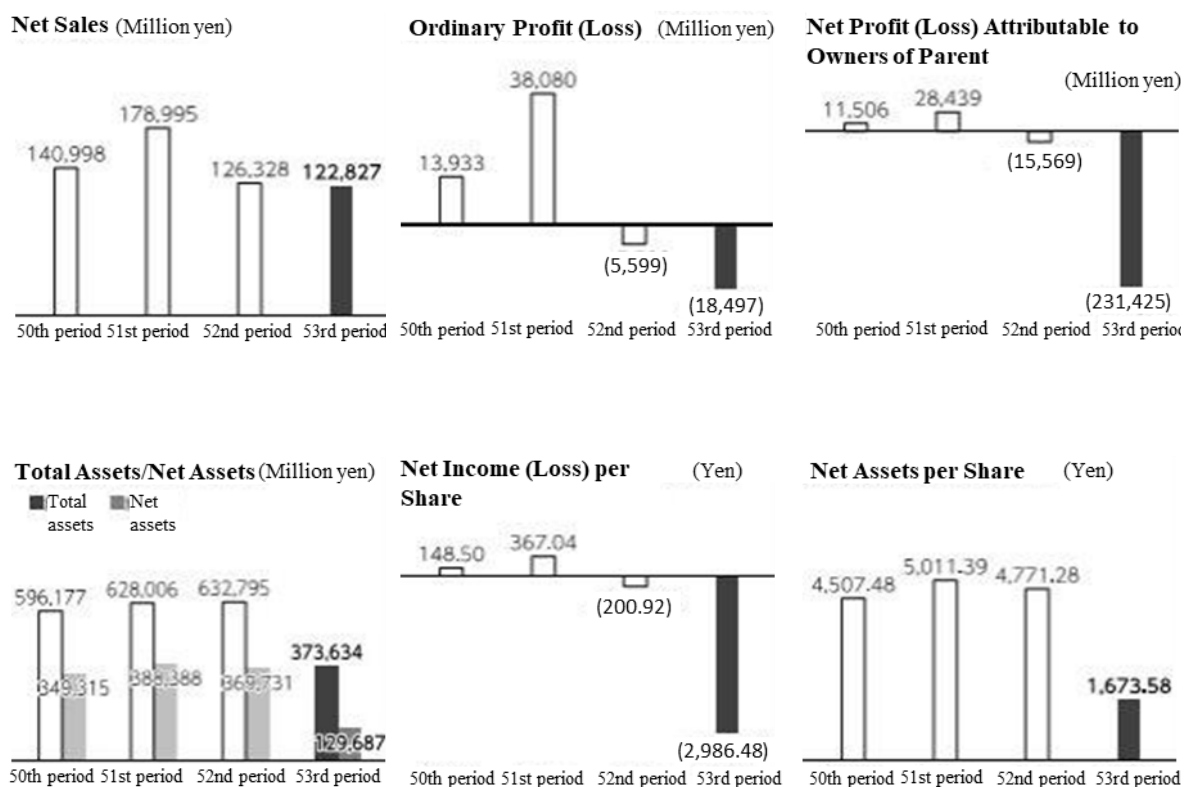 Net Sales (Million yen)
178,995
140,998
126,328
122,827
50th period 51st period 52nd period 53rd period
Ordinary Profit (Loss) (Million yen)
38,080
13,933
(5,599)
(18,497)
50th period 51st period 52nd period 53rd period
Net Profit (Loss) Attributable to
Owners of Parent
(Million yen)
11,506 28,439
(15,569)
(231,425)
50th period 51st period 52nd period 53rd period
Total Assets/Net Assets (Million yen)
Total Net
assets assets
596,177 628,006 632,795
373,634
349,315 388,388 369,731
129,687
50th period 51st period 52nd period 53rd period
Net Income (Loss) per (Yen)
Share
148.50 367.04
(200.92)
(2,986.48)
50th period 51st period 52nd period 53rd period
Net Assets per Share (Yen)
4,507.48 5,011.39 4,771.28
1,673.58
50th period 51st period 52nd period 53rd period